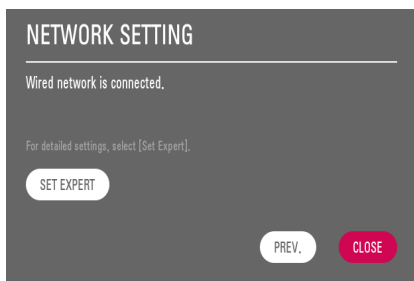 NETWORK SETTING
Wired network is connected.
For detailed settings, select [Set Expert].
SET EXPERT
PREV.
CLOSE